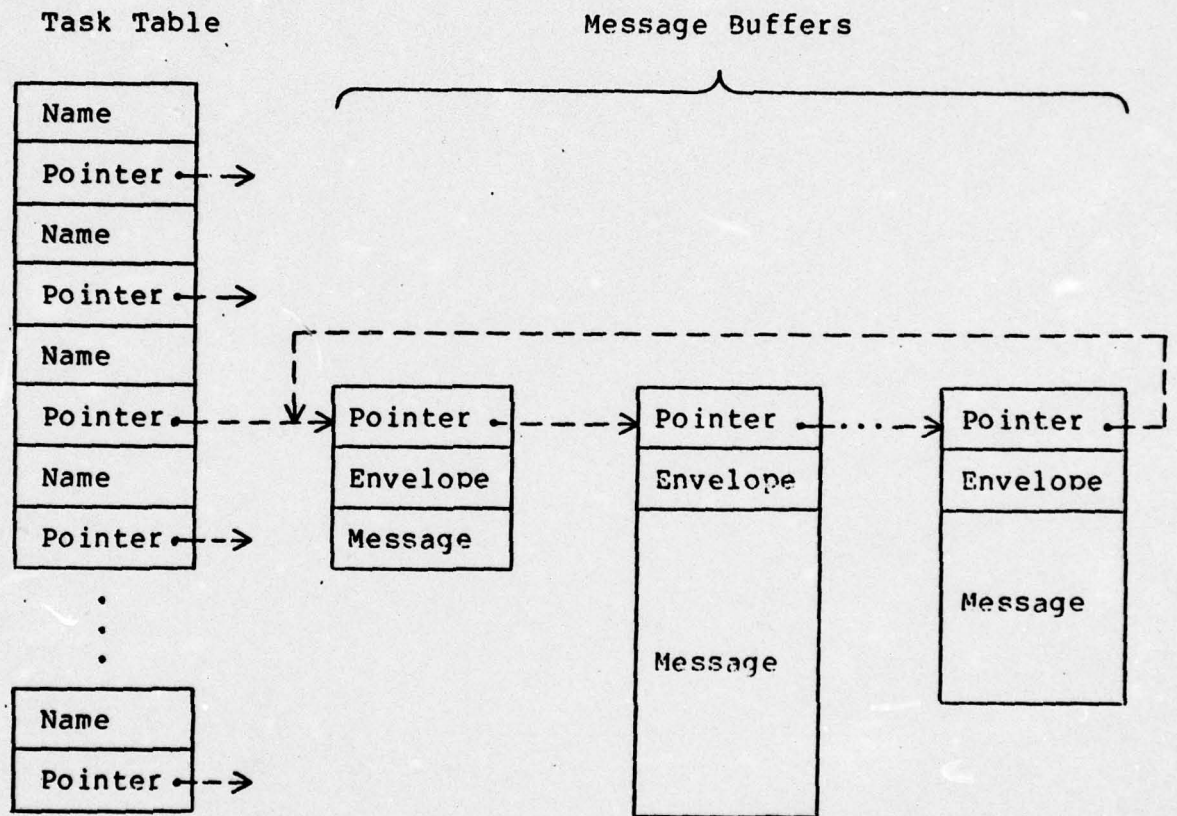 Task Table
Message Buffers
Name
Pointer
Name
Pointer
Name
Pointer
Name
Pointer
Name
Pointer
Pointer
Envelope
Message
Pointer
Envelope
Message
Pointer
Envelope
Message